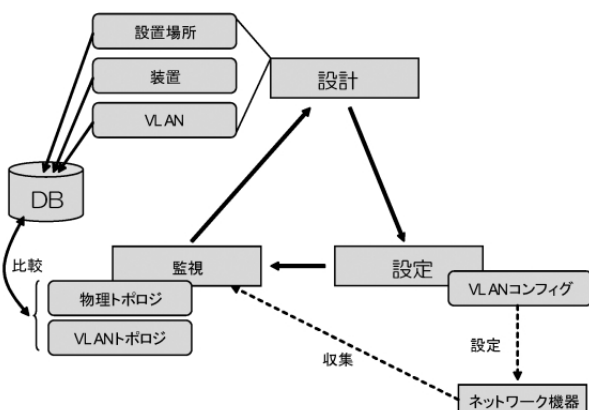 設置場所
装置
VLAN
設計
DB
比較
監視
物理トポロジ
VLANトポロジ
設定
VLANコンフィグ
設定
収集
ネットワーク機器